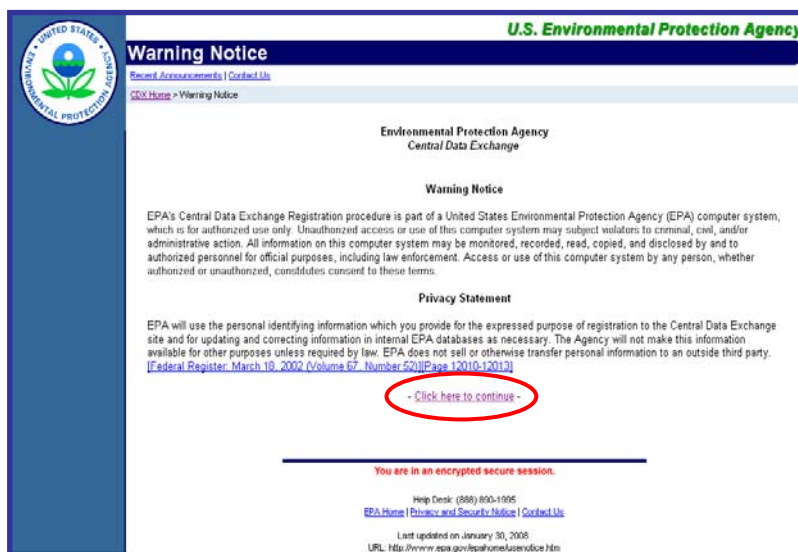 U.S. Environmental Protection Agency
UNITED STATES
ENVIRONMENTAL PROTECTION AGENCY
Warning Notice
Recent Announcements | Contact Us
CDX Home > Warning Notice
Environmental Protection Agency
Central Data Exchange
Warning Notice
EPA's Central Data Exchange Registration procedure is part of a United States Environmental Protection Agency (EPA) computer system,
which is for authorized use only. Unauthorized access or use of this computer system may subject violators to criminal, civil, and/or
administrative action. All information on this computer system may be monitored, recorded, read, copied, and disclosed by and to
authorized personnel for official purposes, including law enforcement. Access or use of this computer system by any person, whether
authorized or unauthorized, constitutes consent to these terms.
Privacy Statement
EPA will use the personal identifying information which you provide for the expressed purpose of registration to the Central Data Exchange
site and for updating and correcting information in internal EPA databases as necessary. The Agency will not make this information
available for other purposes unless required by law. EPA does not sell or otherwise transfer personal information to an outside third party.
[Federal Register: March 18, 2002 (Volume 67, Number 52)][Page 12010-12013]
- Click here to continue -
You are in an encrypted secure session.
Help Desk: (888) 890-1995
EPA Home | Privacy and Security Notice | Contact Us
Last updated on January 30, 2008
URL: http://www.epa.gov/epahome/usenotice.htm